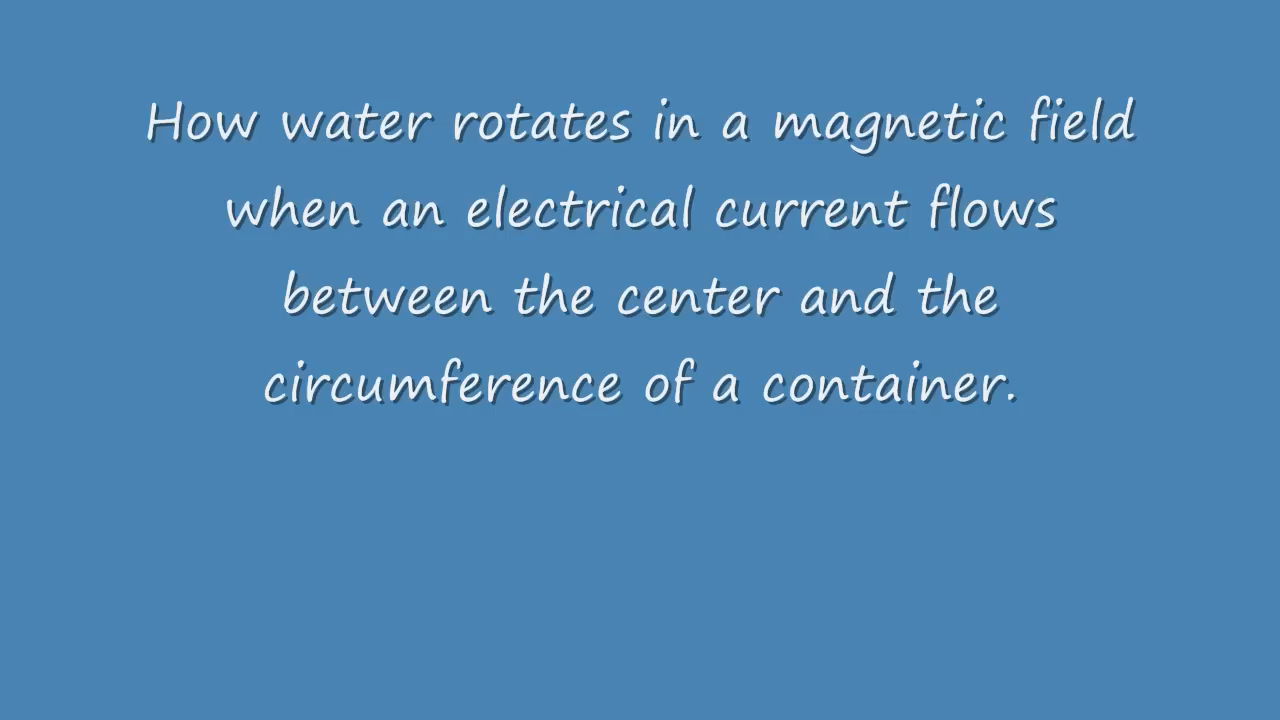 How water rotates in a magnetic field
when an electrical current flows
between the center and the
circumference of a container.